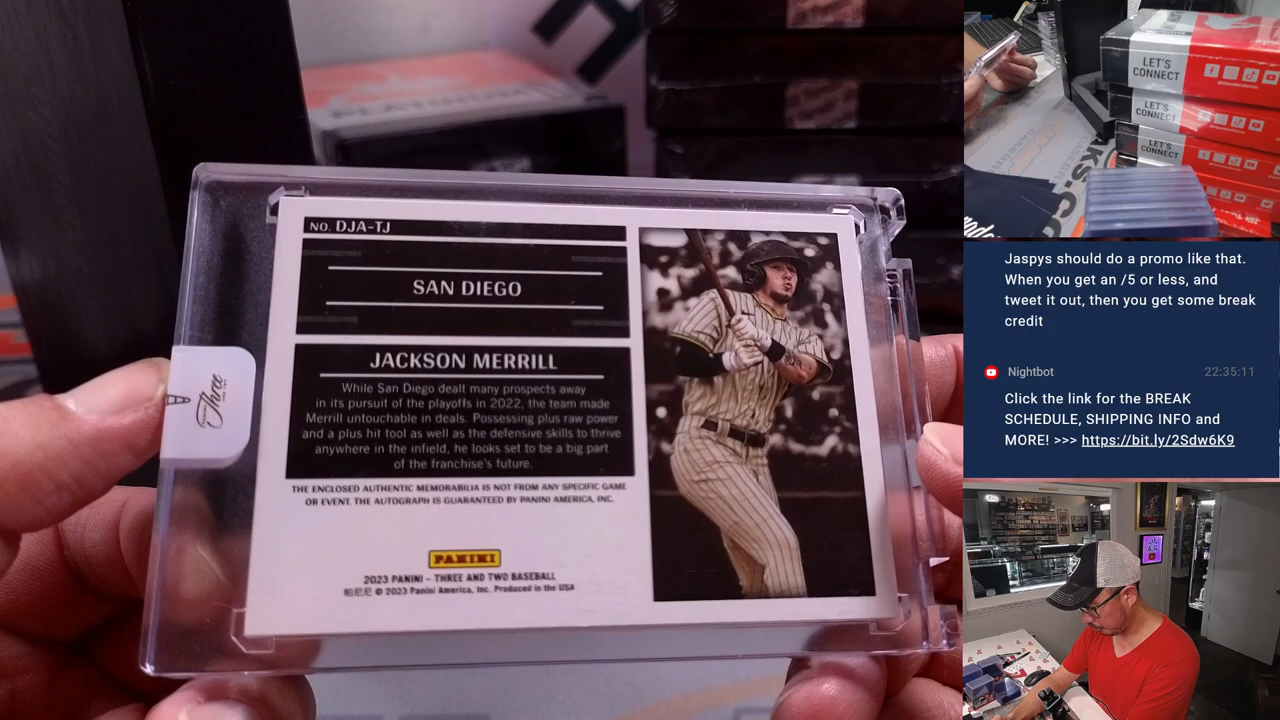 NO. DJA-TJ
SAN DIEGO
JACKSON MERRILL
While San Diego dealt many prospects away
in its pursuit of the playoffs in 2022, the team made
Merrill untouchable in deals. Possessing plus raw power
and a plus hit tool as well as the defensive skills to thrive
anywhere in the infield, he looks set to be a big part
of the franchise's future.
THE ENCLOSED AUTHENTIC MEMORABILIA IS NOT FROM ANY SPECIFIC GAME
OR EVENT. THE AUTOGRAPH IS GUARANTEED BY PANINI AMERICA, INC.
PANINI
2023 PANINI – THREE AND TWO BASEBALL
帕尼尼 © 2023 Panini America, Inc. Produced in the USA
Three
LET'S
CONNECT
LET'S
CONNECT
LET'S
CONNECT
LET'S
CONNECT
Jaspys should do a promo like that.
When you get an /5 or less, and
tweet it out, then you get some break
credit
Nightbot 22:35:11
Click the link for the BREAK
SCHEDULE, SHIPPING INFO and
MORE! >>> https://bit.ly/2Sdw6K9